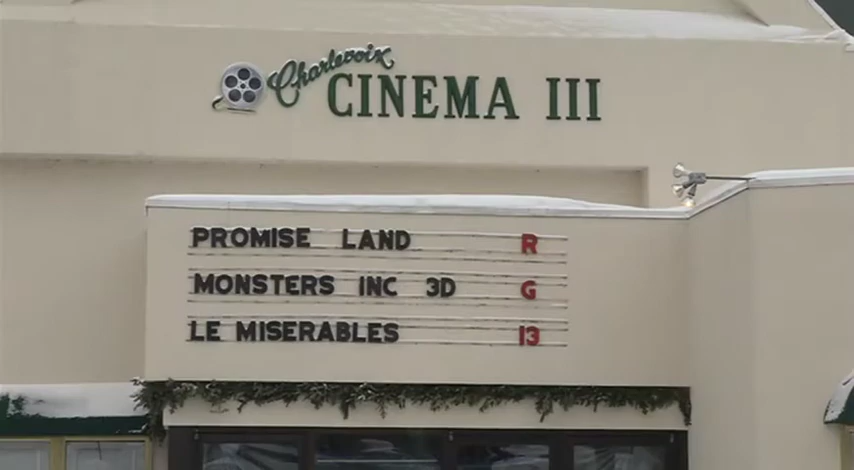 Charlevoix
CINEMA III
PROMISE LAND R
MONSTERS INC 3D G
LE MISERABLES 13